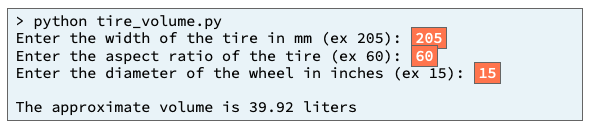 > python tire_volume.py
Enter the width of the tire in mm (ex 205): 205
Enter the aspect ratio of the tire (ex 60): 60
Enter the diameter of the wheel in inches (ex 15): 15
The approximate volume is 39.92 liters